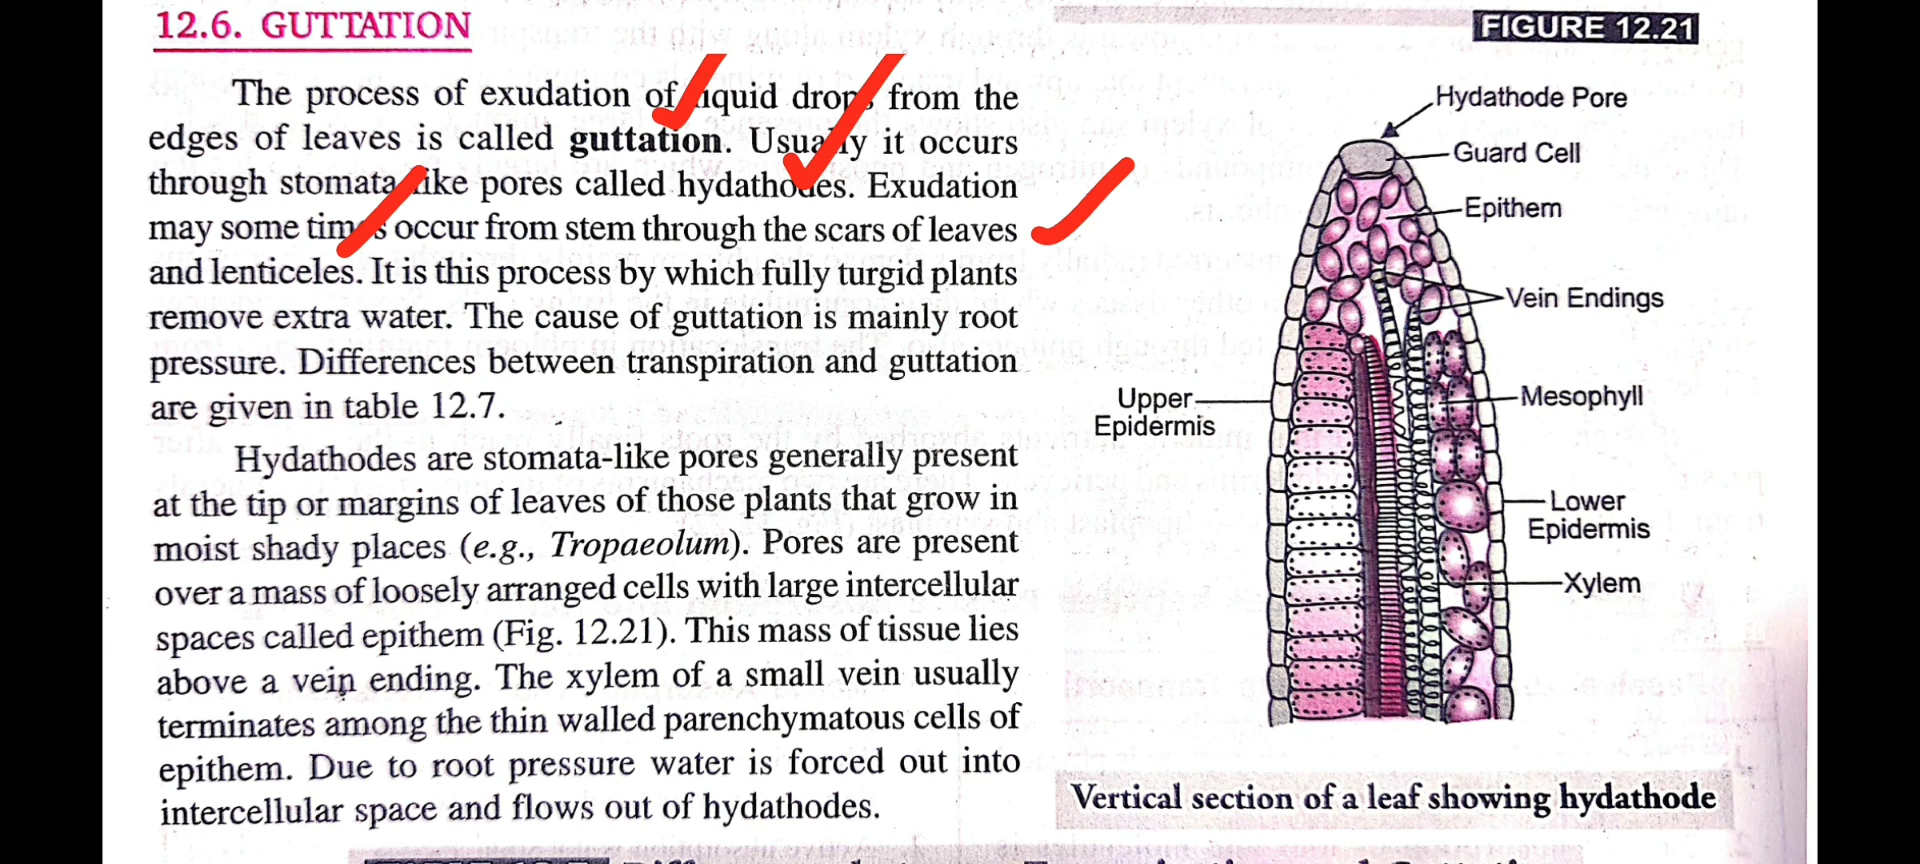 12.6. GUTTATION
The process of exudation of liquid drops from the
edges of leaves is called guttation. Usually it occurs
through stomata like pores called hydathodes. Exudation
may some times occur from stem through the scars of leaves
and lenticeles. It is this process by which fully turgid plants
remove extra water. The cause of guttation is mainly root
pressure. Differences between transpiration and guttation
are given in table 12.7.
Hydathodes are stomata-like pores generally present
at the tip or margins of leaves of those plants that grow in
moist shady places (e.g., Tropaeolum). Pores are present
over a mass of loosely arranged cells with large intercellular
spaces called epithem (Fig. 12.21). This mass of tissue lies
above a vein ending. The xylem of a small vein usually
terminates among the thin walled parenchymatous cells of
epithem. Due to root pressure water is forced out into
intercellular space and flows out of hydathodes.
FIGURE 12.21
Hydathode Pore
Guard Cell
Epithem
Vein Endings
Upper
Epidermis
Mesophyll
Lower
Epidermis
Xylem
Vertical section of a leaf showing hydathode